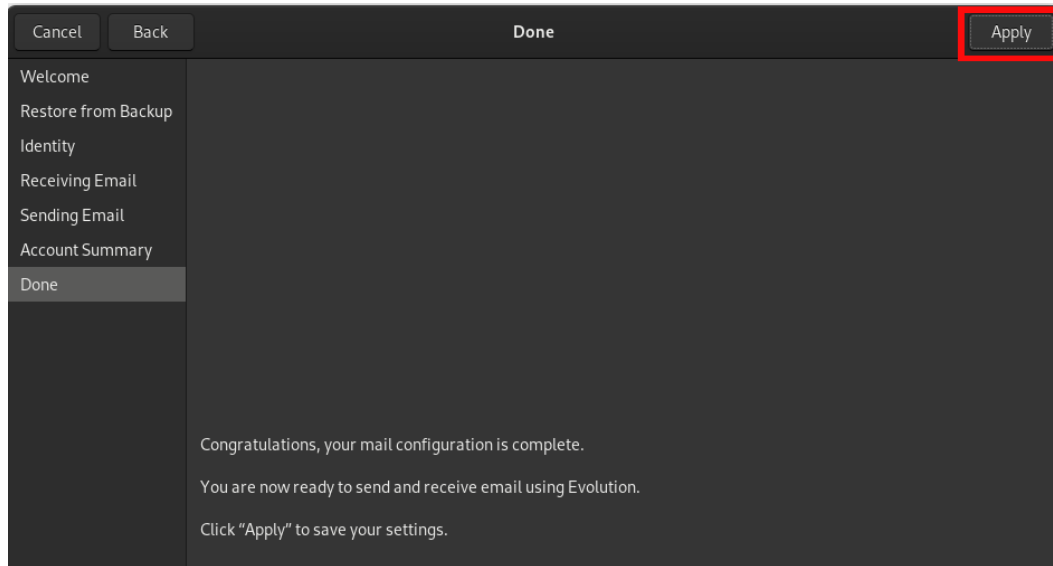 Cancel
Back
Done
Apply
Welcome
Restore from Backup
Identity
Receiving Email
Sending Email
Account Summary
Done
Congratulations, your mail configuration is complete.
You are now ready to send and receive email using Evolution.
Click “Apply” to save your settings.